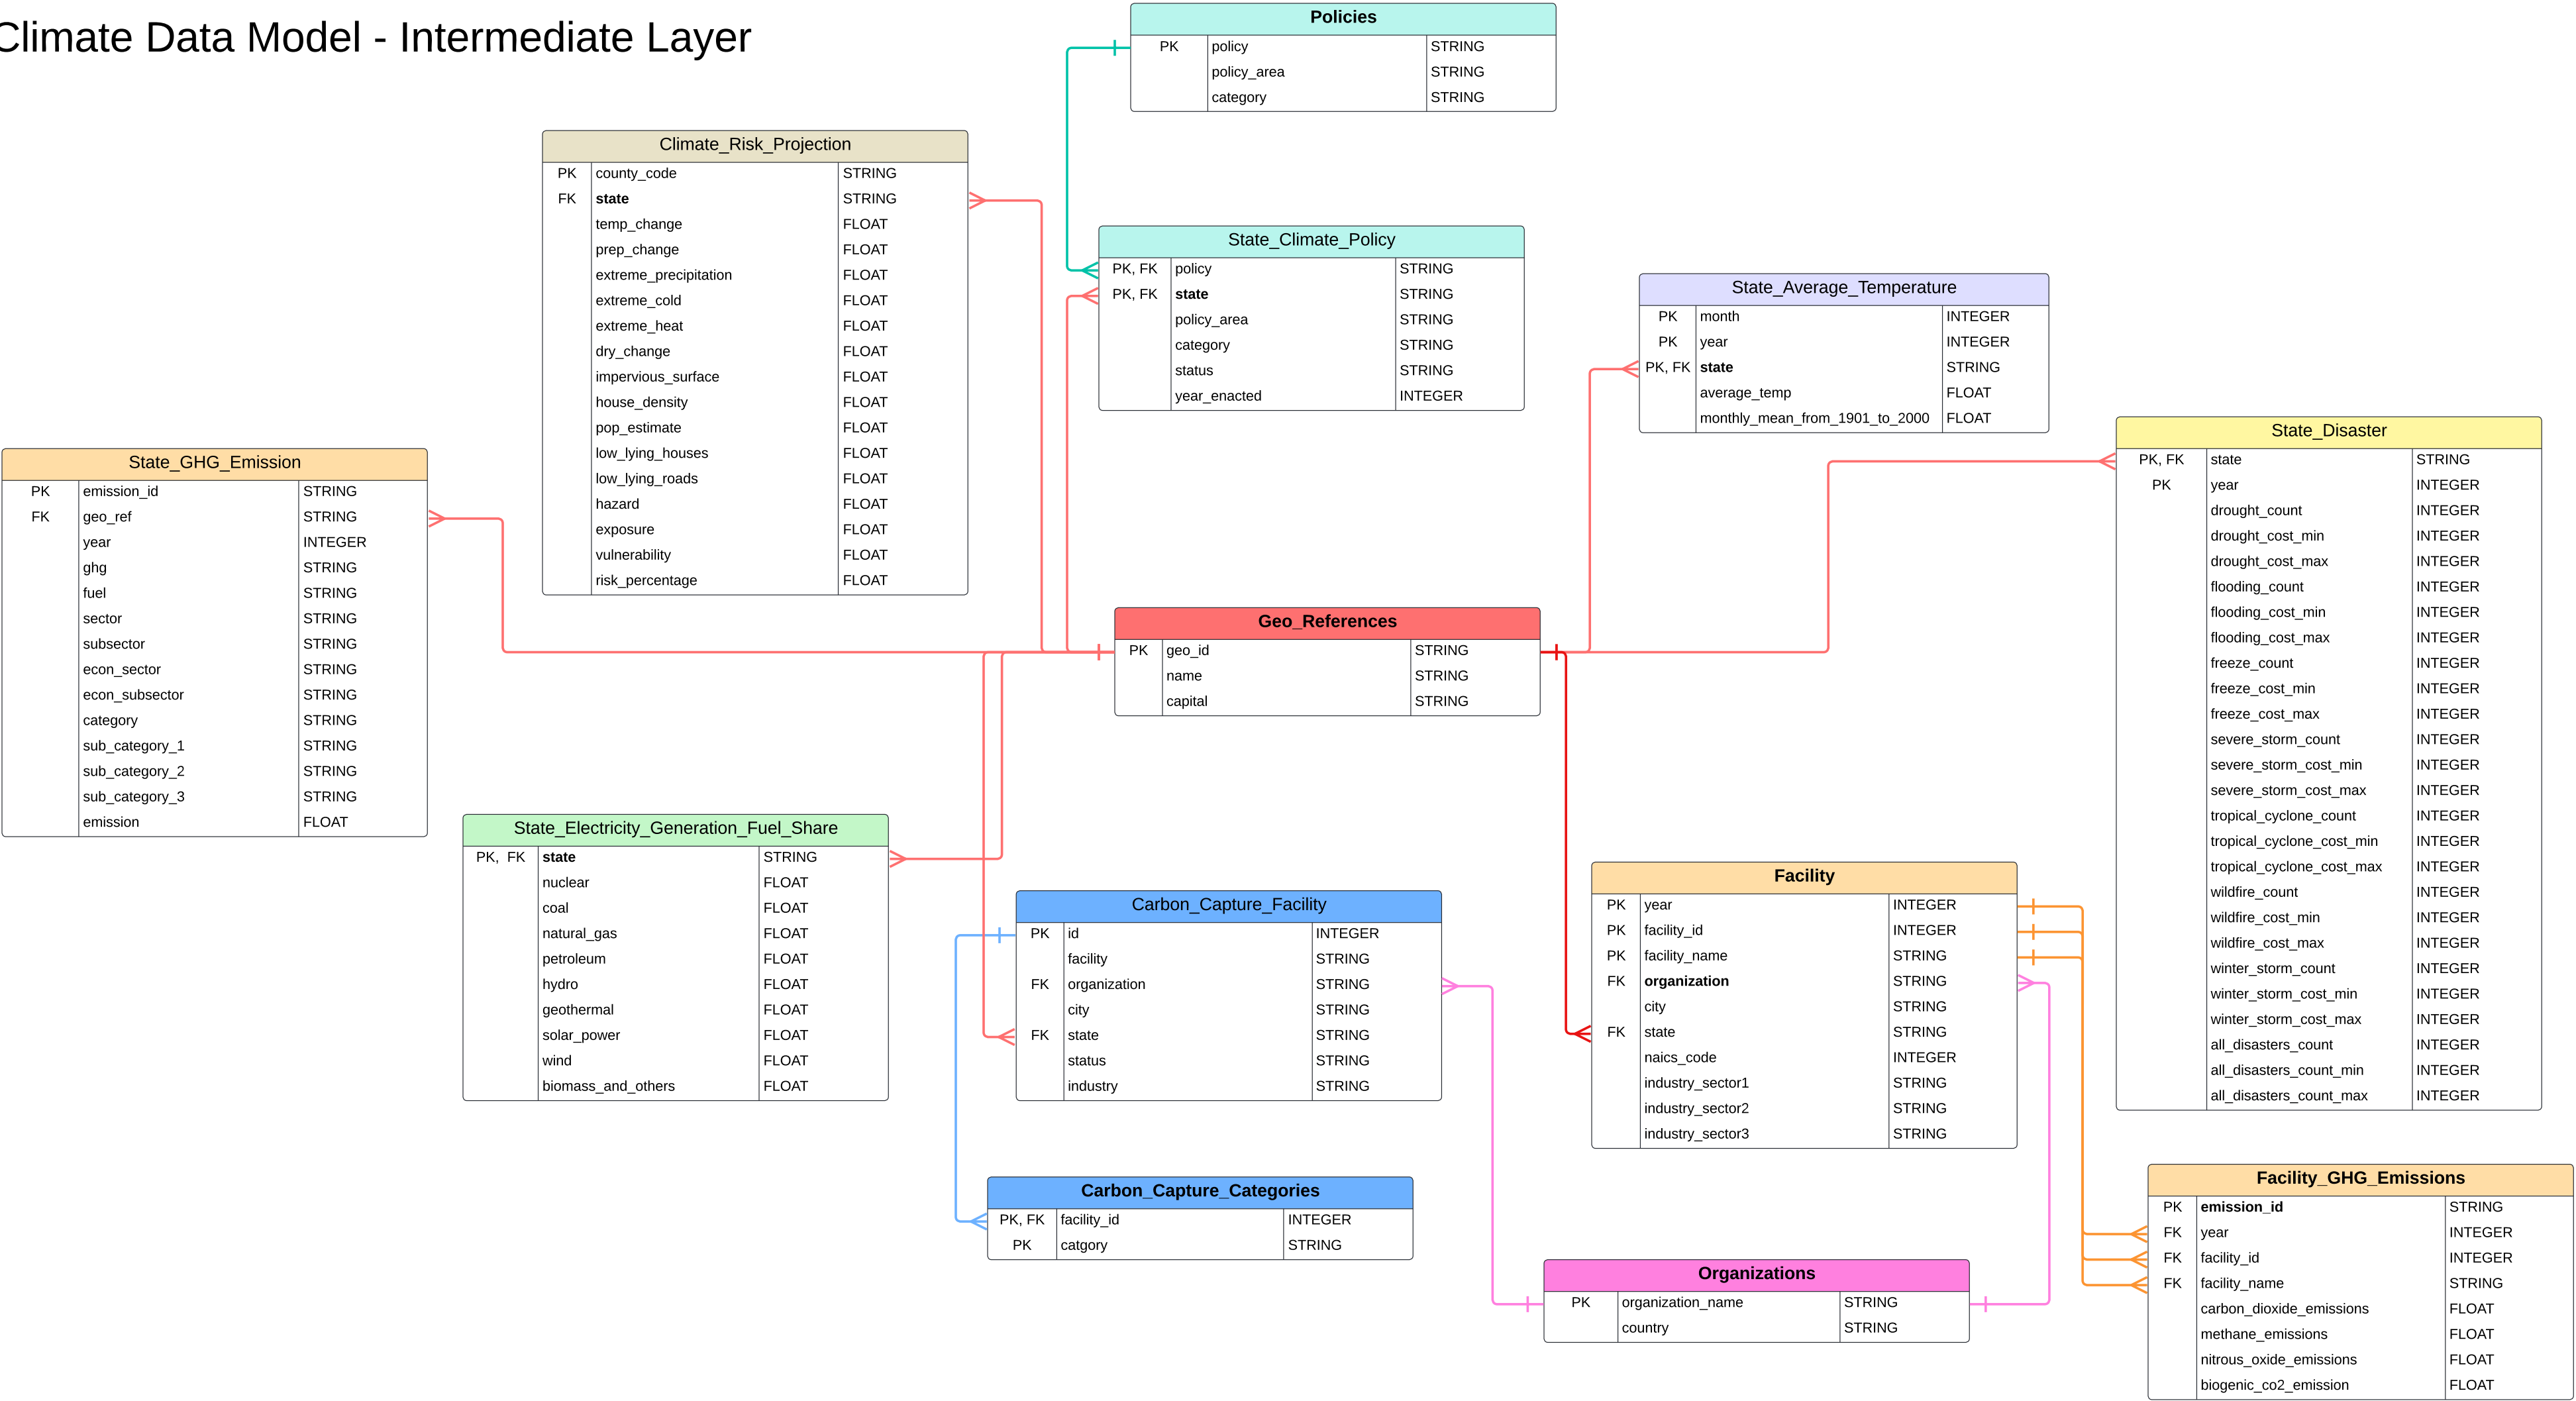 Climate Data Model - Intermediate Layer
Policies
PK policy STRING
policy_area STRING
category STRING
Climate_Risk_Projection
PK county_code STRING
FK state STRING
temp_change FLOAT
prep_change FLOAT
extreme_precipitation FLOAT
extreme_cold FLOAT
extreme_heat FLOAT
dry_change FLOAT
impervious_surface FLOAT
house_density FLOAT
pop_estimate FLOAT
low_lying_houses FLOAT
low_lying_roads FLOAT
hazard FLOAT
exposure FLOAT
vulnerability FLOAT
risk_percentage FLOAT
State_Climate_Policy
PK, FK policy STRING
PK, FK state STRING
policy_area STRING
category STRING
status STRING
year_enacted INTEGER
State_Average_Temperature
PK month INTEGER
PK year INTEGER
PK, FK state STRING
average_temp FLOAT
monthly_mean_from_1901_to_2000 FLOAT
State_Disaster
PK, FK state STRING
PK year INTEGER
drought_count INTEGER
drought_cost_min INTEGER
drought_cost_max INTEGER
flooding_count INTEGER
flooding_cost_min INTEGER
flooding_cost_max INTEGER
freeze_count INTEGER
freeze_cost_min INTEGER
freeze_cost_max INTEGER
severe_storm_count INTEGER
severe_storm_cost_min INTEGER
severe_storm_cost_max INTEGER
tropical_cyclone_count INTEGER
tropical_cyclone_cost_min INTEGER
tropical_cyclone_cost_max INTEGER
wildfire_count INTEGER
wildfire_cost_min INTEGER
wildfire_cost_max INTEGER
winter_storm_count INTEGER
winter_storm_cost_min INTEGER
winter_storm_cost_max INTEGER
all_disasters_count INTEGER
all_disasters_count_min INTEGER
all_disasters_count_max INTEGER
State_GHG_Emission
PK emission_id STRING
FK geo_ref STRING
year INTEGER
ghg STRING
fuel STRING
sector STRING
subsector STRING
econ_sector STRING
econ_subsector STRING
category STRING
sub_category_1 STRING
sub_category_2 STRING
sub_category_3 STRING
emission FLOAT
Geo_References
PK geo_id STRING
name STRING
capital STRING
State_Electricity_Generation_Fuel_Share
PK, FK state STRING
nuclear FLOAT
coal FLOAT
natural_gas FLOAT
petroleum FLOAT
hydro FLOAT
geothermal FLOAT
solar_power FLOAT
wind FLOAT
biomass_and_others FLOAT
Carbon_Capture_Facility
PK id INTEGER
facility STRING
FK organization STRING
city STRING
FK state STRING
status STRING
industry STRING
Facility
PK year INTEGER
PK facility_id INTEGER
PK facility_name STRING
FK organization STRING
city STRING
FK state STRING
naics_code INTEGER
industry_sector1 STRING
industry_sector2 STRING
industry_sector3 STRING
Carbon_Capture_Categories
PK, FK facility_id INTEGER
PK catgory STRING
Organizations
PK organization_name STRING
country STRING
Facility_GHG_Emissions
PK emission_id STRING
FK year INTEGER
FK facility_id INTEGER
FK facility_name STRING
carbon_dioxide_emissions FLOAT
methane_emissions FLOAT
nitrous_oxide_emissions FLOAT
biogenic_co2_emission FLOAT